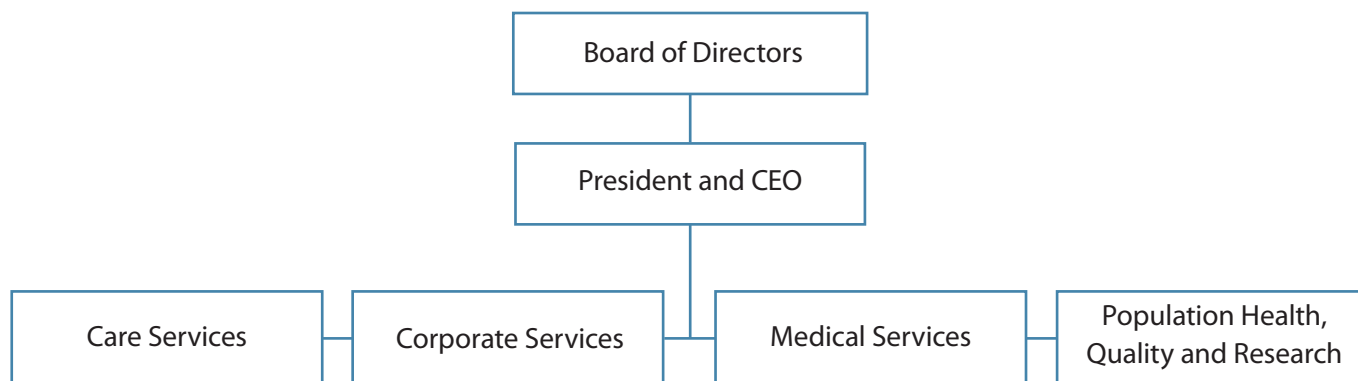 Board of Directors
President and CEO
Care Services
Corporate Services
Medical Services
Population Health,
Quality and Research